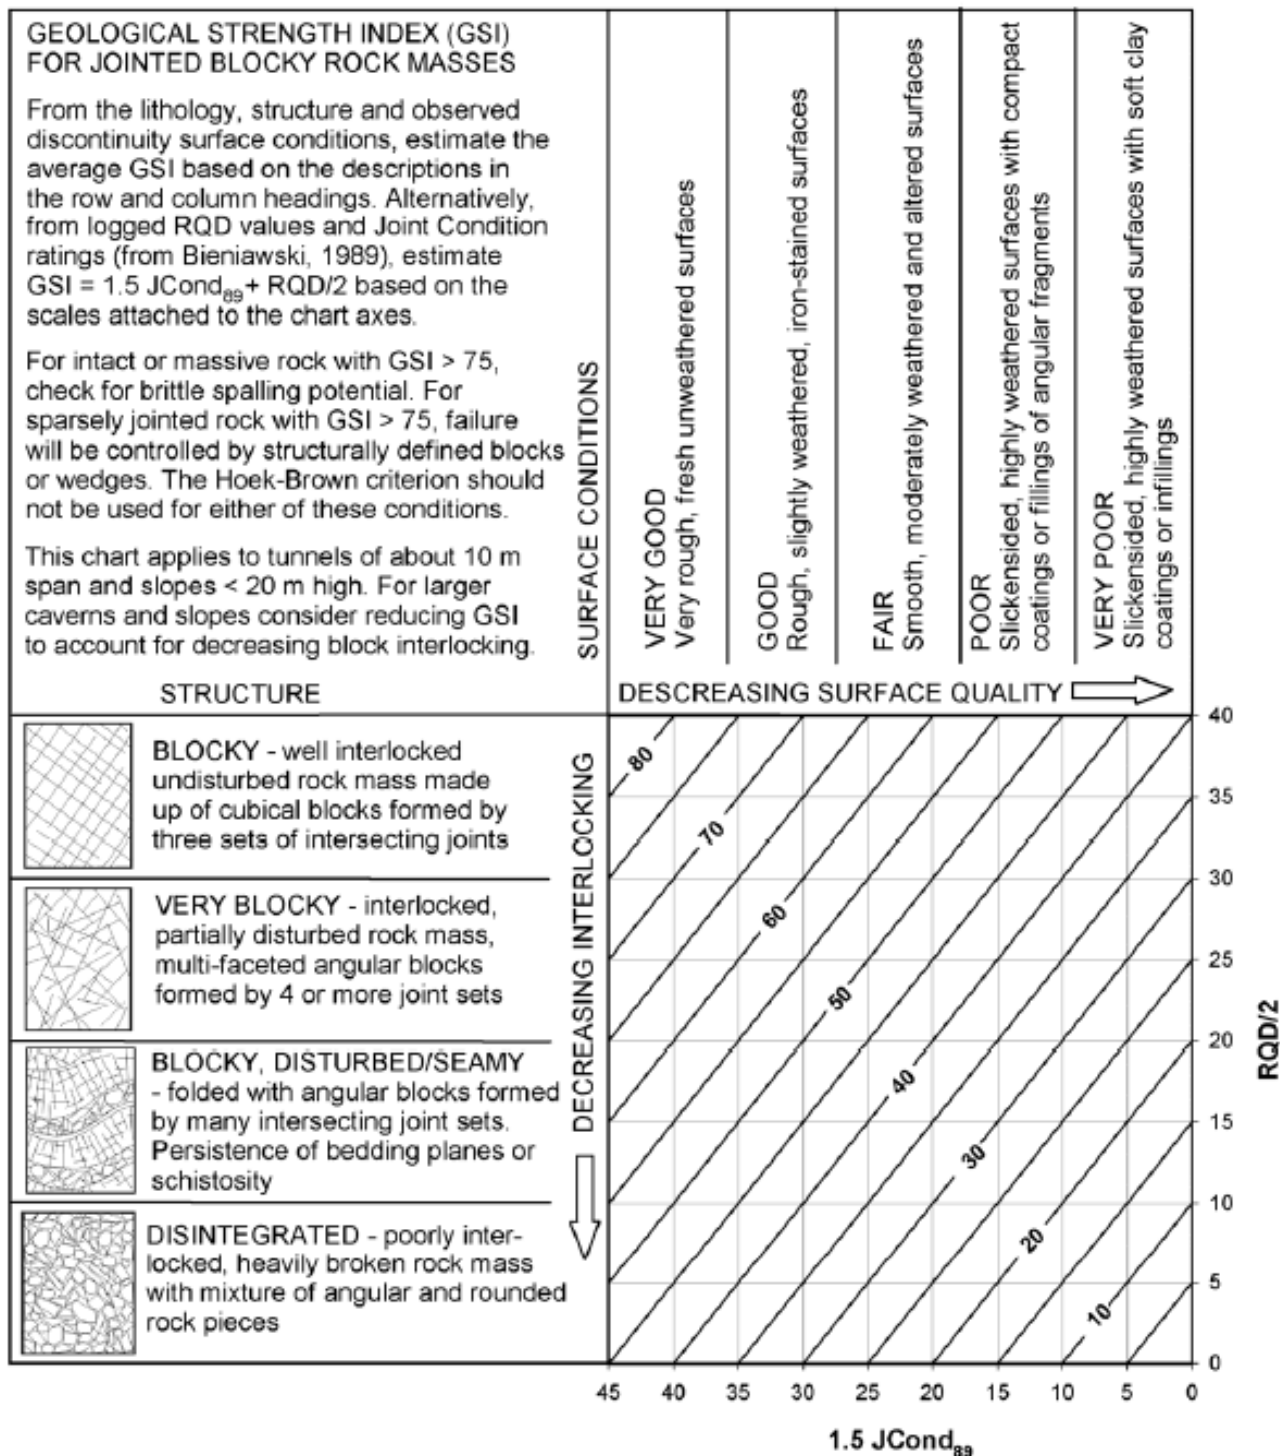 GEOLOGICAL STRENGTH INDEX (GSI)
FOR JOINTED BLOCKY ROCK MASSES
From the lithology, structure and observed
discontinuity surface conditions, estimate the
average GSI based on the descriptions in
the row and column headings. Alternatively,
from logged RQD values and Joint Condition
ratings (from Bieniawski, 1989), estimate
GSI = 1.5 JCond₈₉ + RQD/2 based on the
scales attached to the chart axes.
For intact or massive rock with GSI > 75,
check for brittle spalling potential. For
sparsely jointed rock with GSI > 75, failure
will be controlled by structurally defined blocks
or wedges. The Hoek-Brown criterion should
not be used for either of these conditions.
This chart applies to tunnels of about 10 m
span and slopes < 20 m high. For larger
caverns and slopes consider reducing GSI
to account for decreasing block interlocking.
SURFACE CONDITIONS
VERY GOOD
Very rough, fresh unweathered surfaces
GOOD
Rough, slightly weathered, iron-stained surfaces
FAIR
Smooth, moderately weathered and altered surfaces
POOR
Slickensided, highly weathered surfaces with compact
coatings or fillings of angular fragments
VERY POOR
Slickensided, highly weathered surfaces with soft clay
coatings or infillings
STRUCTURE
DESCREASING SURFACE QUALITY
BLOCKY - well interlocked
undisturbed rock mass made
up of cubical blocks formed by
three sets of intersecting joints
VERY BLOCKY - interlocked,
partially disturbed rock mass,
multi-faceted angular blocks
formed by 4 or more joint sets
BLOCKY, DISTURBED/SEAMY
- folded with angular blocks formed
by many intersecting joint sets.
Persistence of bedding planes or
schistosity
DISINTEGRATED - poorly inter-
locked, heavily broken rock mass
with mixture of angular and rounded
rock pieces
DECREASING INTERLOCKING
80
70
60
50
40
30
20
10
40
35
30
25
20
15
10
5
0
RQD/2
45 40 35 30 25 20 15 10 5 0
1.5 JCond₈₉